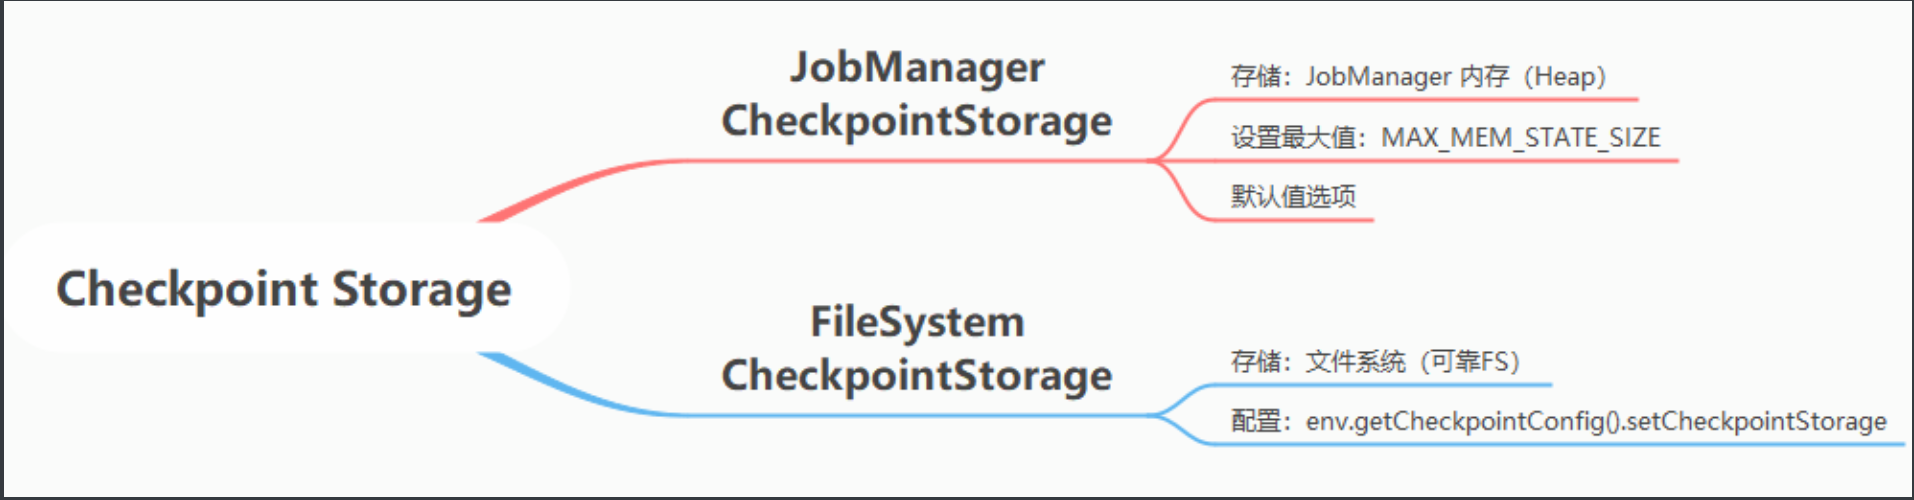 Checkpoint Storage
JobManager
CheckpointStorage
存储：JobManager 内存（Heap）
设置最大值：MAX_MEM_STATE_SIZE
默认值选项
FileSystem
CheckpointStorage
存储：文件系统（可靠FS）
配置：env.getCheckpointConfig().setCheckpointStorage